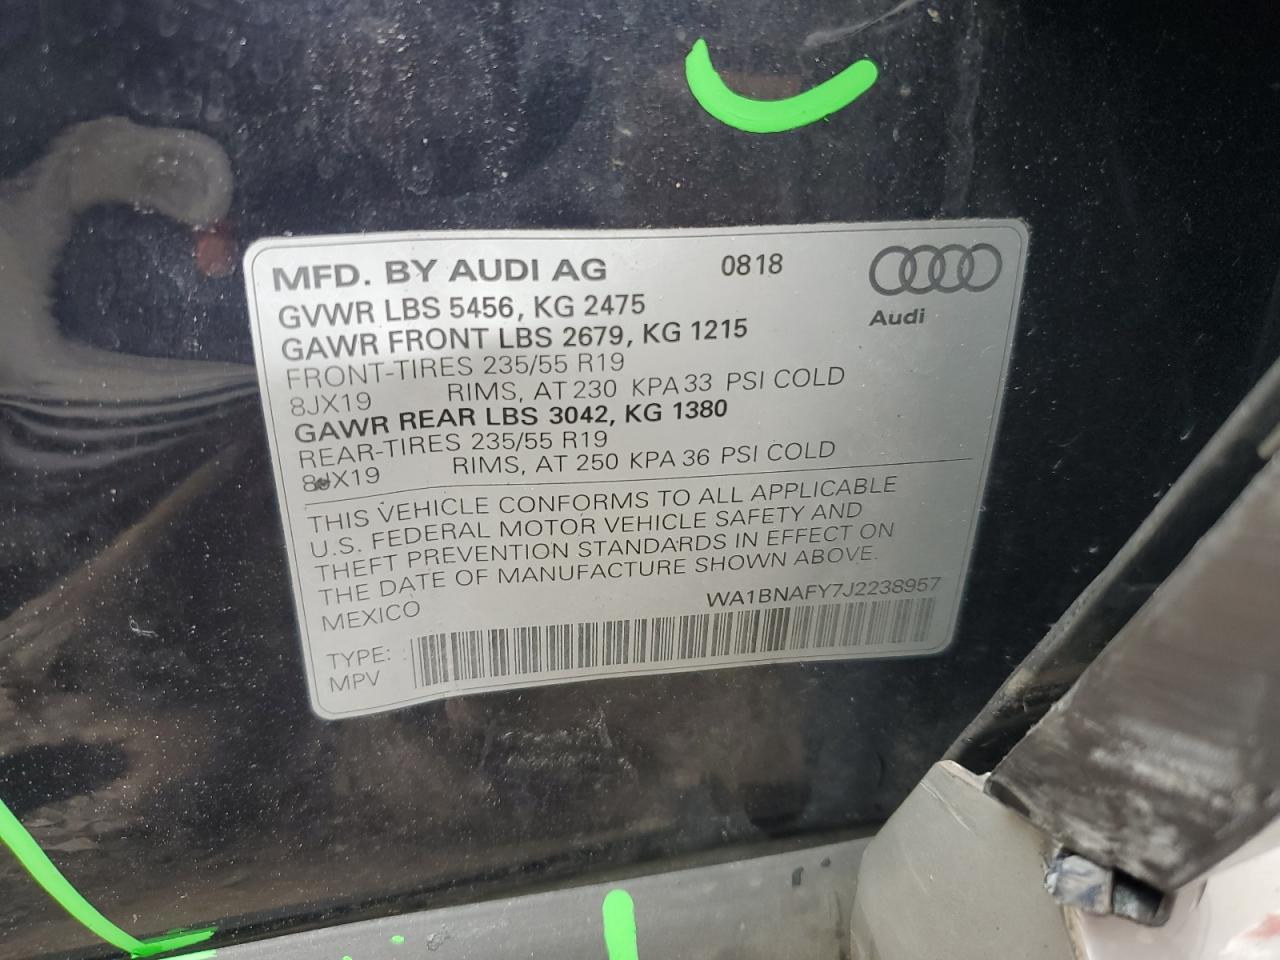 MFD. BY AUDI AG 0818
GVWR LBS 5456, KG 2475
Audi
GAWR FRONT LBS 2679, KG 1215
FRONT-TIRES 235/55 R19
8JX19 RIMS, AT 230 KPA 33 PSI COLD
GAWR REAR LBS 3042, KG 1380
REAR-TIRES 235/55 R19
8JX19 RIMS, AT 250 KPA 36 PSI COLD
THIS VEHICLE CONFORMS TO ALL APPLICABLE
U.S. FEDERAL MOTOR VEHICLE SAFETY AND
THEFT PREVENTION STANDARDS IN EFFECT ON
THE DATE OF MANUFACTURE SHOWN ABOVE.
MEXICO WA1BNAFY7J2238957
TYPE:
MPV